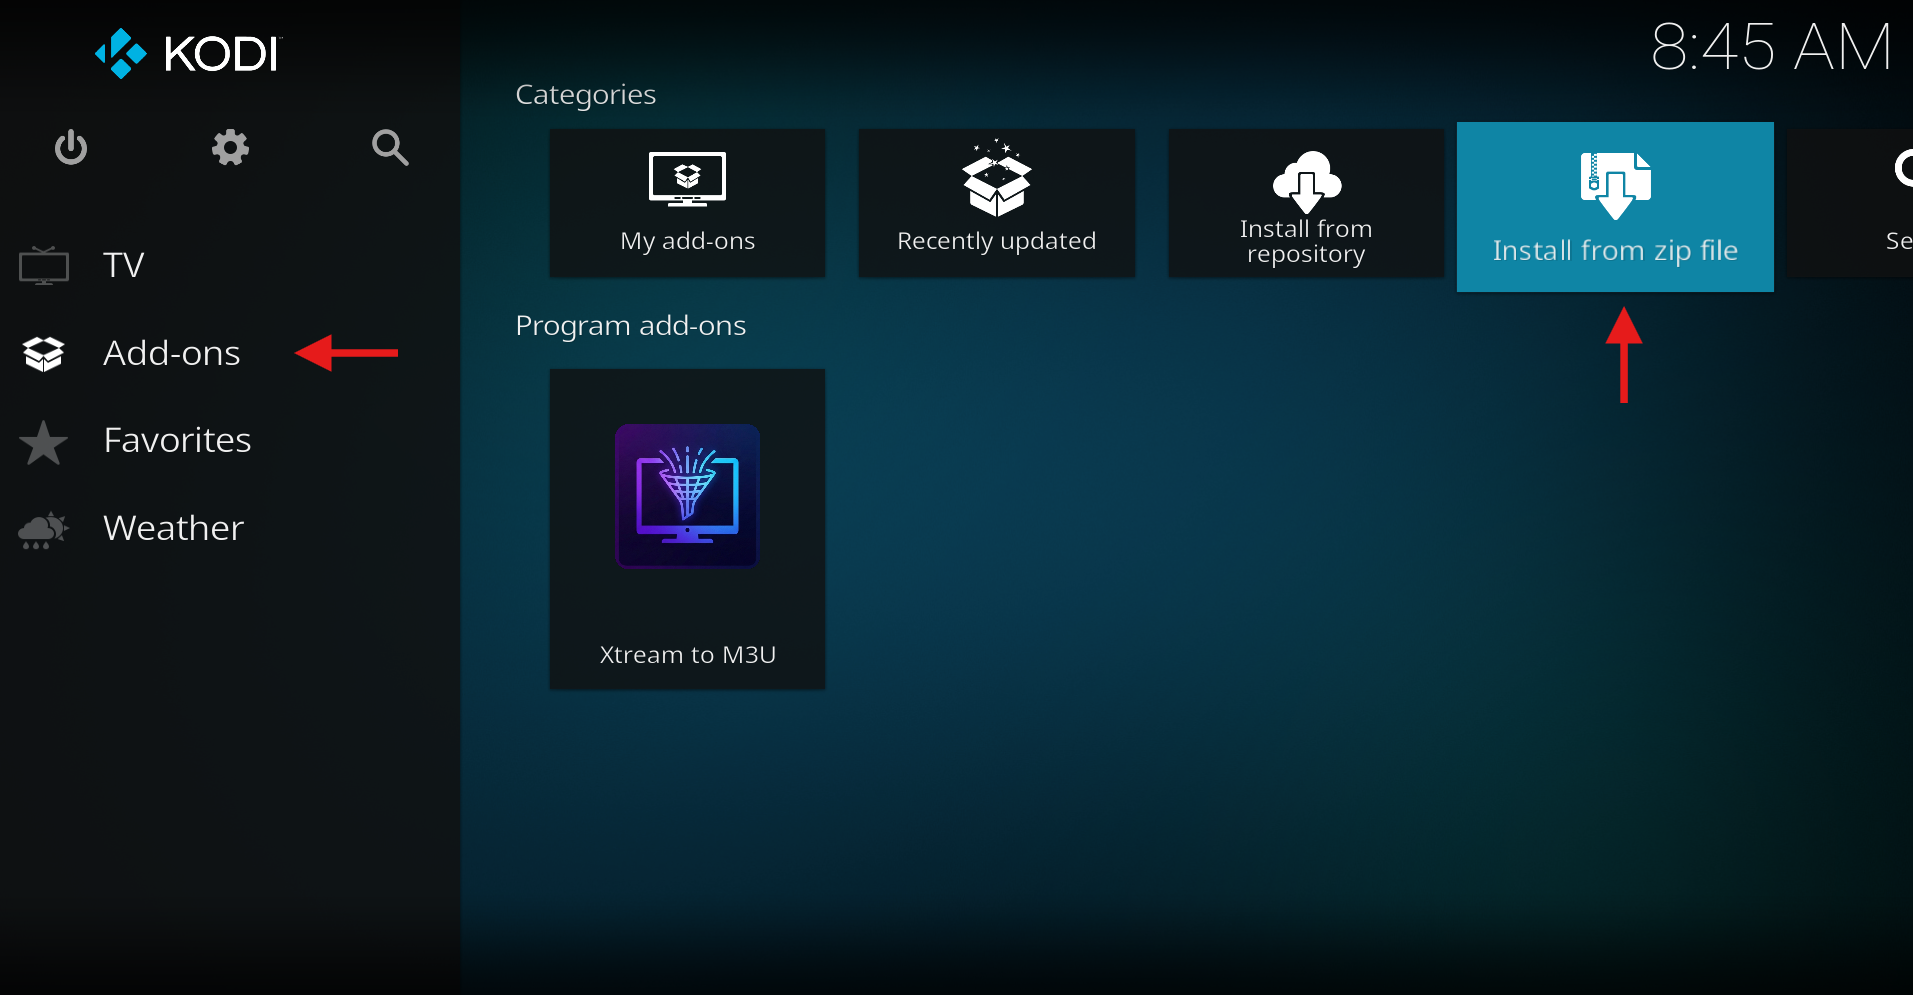 KODI
8:45 AM
Categories
My add-ons
Recently updated
Install from
repository
Install from zip file
Se
TV
Add-ons
Favorites
Weather
Program add-ons
Xtream to M3U